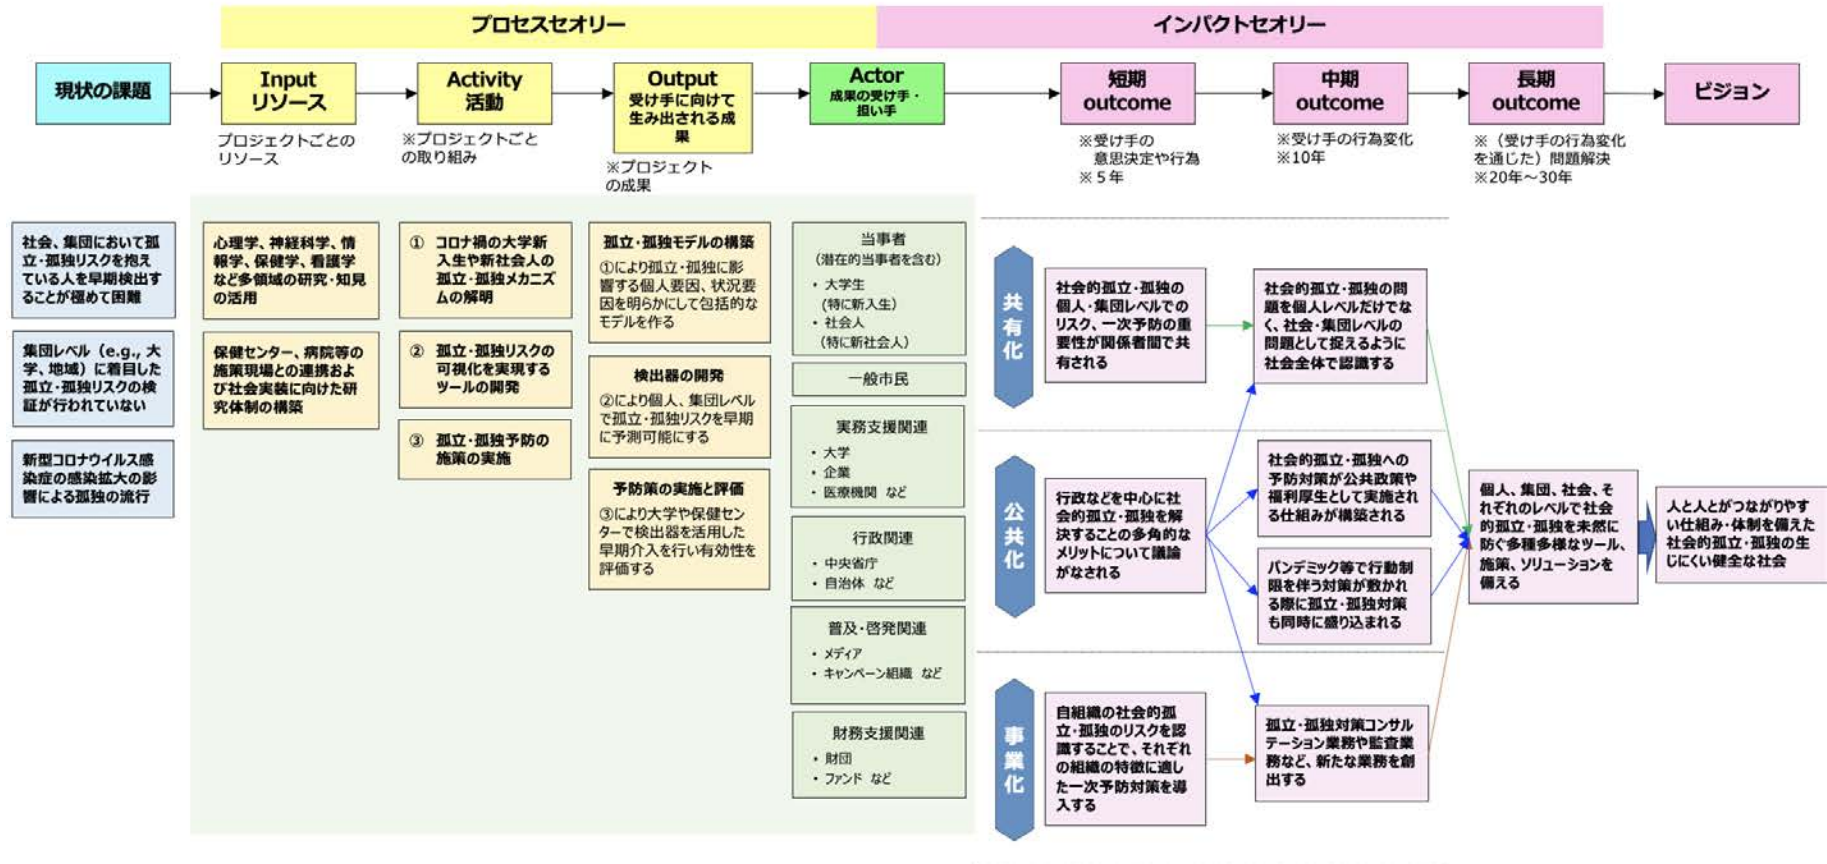 プロセスセオリー
インパクトセオリー
現状の課題
Input
リソース
プロジェクトごとの
リソース
Activity
活動
※プロジェクトごと
の取り組み
Output
受け手に向けて
生み出される成
果
※プロジェクト
の成果
Actor
成果の受け手・
担い手
短期
outcome
※受け手の
意思決定や行為
※５年
中期
outcome
※受け手の行為変化
※10年
長期
outcome
※（受け手の行為変化
を通じた）問題解決
※20年～30年
ビジョン
社会、集団において孤
立・孤独リスクを抱え
ている人を早期検出す
ることが極めて困難
集団レベル（e.g., 大
学、地域）に着目した
孤立・孤独リスクの検
証が行われていない
新型コロナウイルス感
染症の感染拡大の影
響による孤独の流行
心理学、神経科学、情
報学、保健学、看護学
など多領域の研究・知見
の活用
保健センター、病院等の
施策現場との連携およ
び社会実装に向けた研
究体制の構築
① コロナ禍の大学新
入生や新社会人の
孤立・孤独メカニズ
ムの解明
② 孤立・孤独リスクの
可視化を実現する
ツールの開発
③ 孤立・孤独予防の
施策の実施
孤立・孤独モデルの構築
①により孤立・孤独に影
響する個人要因、状況要
因を明らかにして包括的な
モデルを作る
検出器の開発
②により個人、集団レベル
で孤立・孤独リスクを早期
に予測可能にする
予防策の実施と評価
③により大学や保健セン
ターで検出器を活用した
早期介入を行い有効性を
評価する
当事者
（潜在的当事者を含む）
・大学生
（特に新入生）
・社会人
（特に新社会人）
一般市民
実務支援関連
・大学
・企業
・医療機関 など
行政関連
・中央省庁
・自治体 など
普及・啓発関連
・メディア
・キャンペーン組織 など
財務支援関連
・財団
・ファンド など
共有化
社会的孤立・孤独の
個人・集団レベルでの
リスク、一次予防の重
要性が関係者間で共
有される
社会的孤立・孤独の問
題を個人レベルだけでな
く、社会・集団レベルの
問題として捉えるように
社会全体で認識する
公共化
行政などを中心に社
会的孤立・孤独を解
決することの多角的な
メリットについて議論
がなされる
社会的孤立・孤独への
予防対策が公共政策や
福利厚生として実施され
る仕組みが構築される
パンデミック等で行動制
限を伴う対策が敷かれ
る際に孤立・孤独対策
も同時に盛り込まれる
事業化
自組織の社会的孤
立・孤独のリスクを認
識することで、それぞれ
の組織の特徴に適し
た一次予防対策を導
入する
孤立・孤独対策コンサル
テーション業務や監査業
務など、新たな業務を創
出する
個人、集団、社会、そ
れぞれのレベルで社会
的孤立・孤独を未然に
防ぐ多種多様なツール、
施策、ソリューションを
備える
人と人とがつながりやす
い仕組み・体制を備えた
社会的孤立・孤独の生
じにくい健全な社会